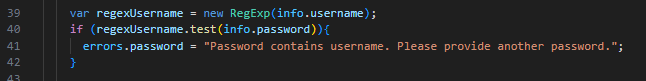 39 var regexUsername = new RegExp(info.username);
40 if (regexUsername.test(info.password)){
41 errors.password = "Password contains username. Please provide another password.";
42 }
43